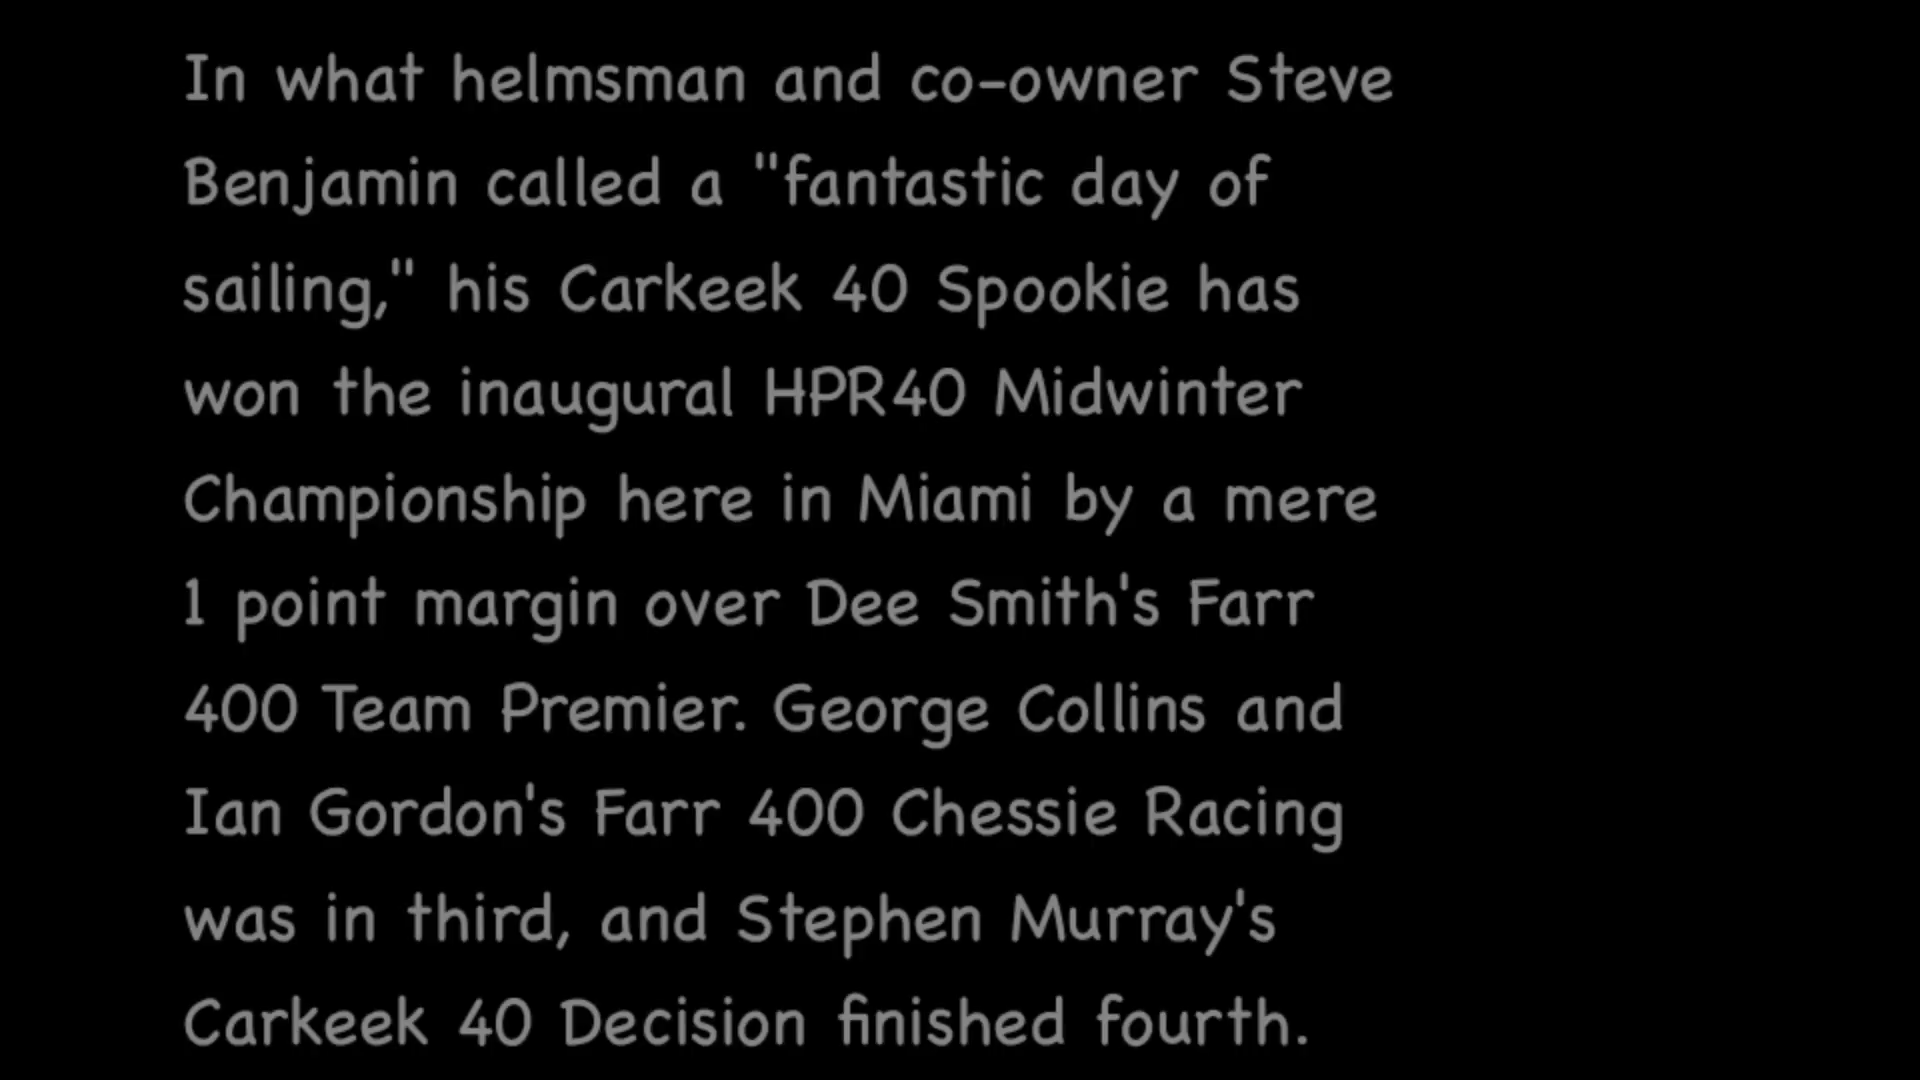 In what helmsman and co-owner Steve
Benjamin called a "fantastic day of
sailing," his Carkeek 40 Spookie has
won the inaugural HPR40 Midwinter
Championship here in Miami by a mere
1 point margin over Dee Smith's Farr
400 Team Premier. George Collins and
Ian Gordon's Farr 400 Chessie Racing
was in third, and Stephen Murray's
Carkeek 40 Decision finished fourth.